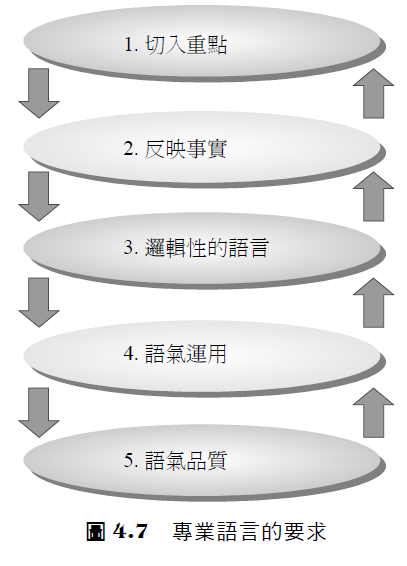 1. 切入重點
2. 反映事實
3. 邏輯性的語言
4. 語氣運用
5. 語氣品質
圖 4.7 專業語言的要求